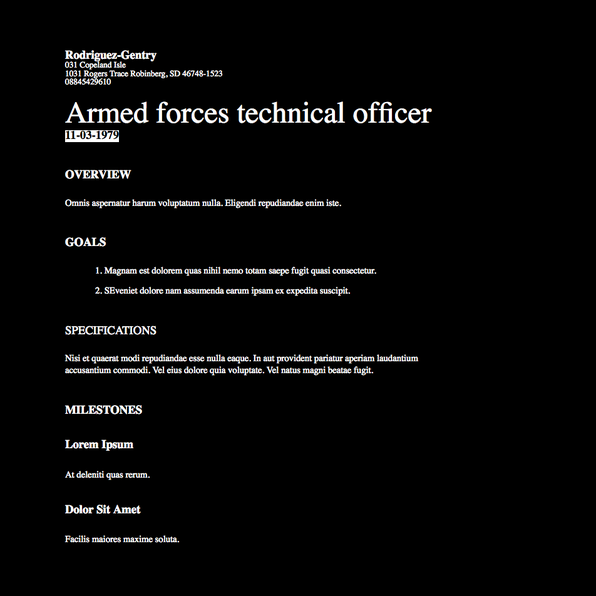 Rodriguez-Gentry
031 Copeland Isle
1031 Rogers Trace Robinberg, SD 46748-1523
08845429610
Armed forces technical officer
11-03-1979
OVERVIEW
Omnis aspernatur harum voluptatum nulla. Eligendi repudiandae enim iste.
GOALS
1. Magnam est dolorem quas nihil nemo totam saepe fugit quasi consectetur.
2. SEveniet dolore nam assumenda earum ipsam ex expedita suscipit.
SPECIFICATIONS
Nisi et quaerat modi repudiandae esse nulla eaque. In aut provident pariatur aperiam laudantium
accusantium commodi. Vel eius dolore quia voluptate. Vel natus magni beatae fugit.
MILESTONES
Lorem Ipsum
At deleniti quas rerum.
Dolor Sit Amet
Facilis maiores maxime soluta.